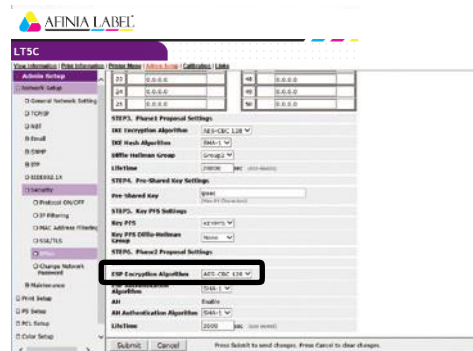 AFINIA LABEL
LT5C
View Information | Print Information | Printer Menu | Admin Setup | Calibration | Links
Admin Setup
Network Setup
General Network Setting
TCP/IP
NBT
Email
SNMP
IPP
IEEE802.1X
Security
Protocol ON/OFF
IP Filtering
MAC Address Filtering
SSL/TLS
IPSec
Change Network
Password
Maintenance
Print Setup
PS Setup
PCL Setup
Color Setup
23 0.0.0.0 48 0.0.0.0
24 0.0.0.0 49 0.0.0.0
25 0.0.0.0 50 0.0.0.0
STEP3. Phase1 Proposal Settings
IKE Encryption Algorithm AES-CBC 128
IKE Hash Algorithm SHA-1
Diffie Hellman Group Group2
LifeTime sec
STEP4. Pre-Shared Key Settings
Pre-Shared Key ipsec
STEP5. Key PFS Settings
Key PFS KEYPFS
Key PFS Diffie-Hellman
Group None
STEP6. Phase2 Proposal Settings
ESP Encryption Algorithm AES-CBC 128
ESP Authentication
Algorithm SHA-1
AH Enable
AH Authentication Algorithm SHA-1
LifeTime sec
Submit Cancel Press Submit to send changes. Press Cancel to clear changes.